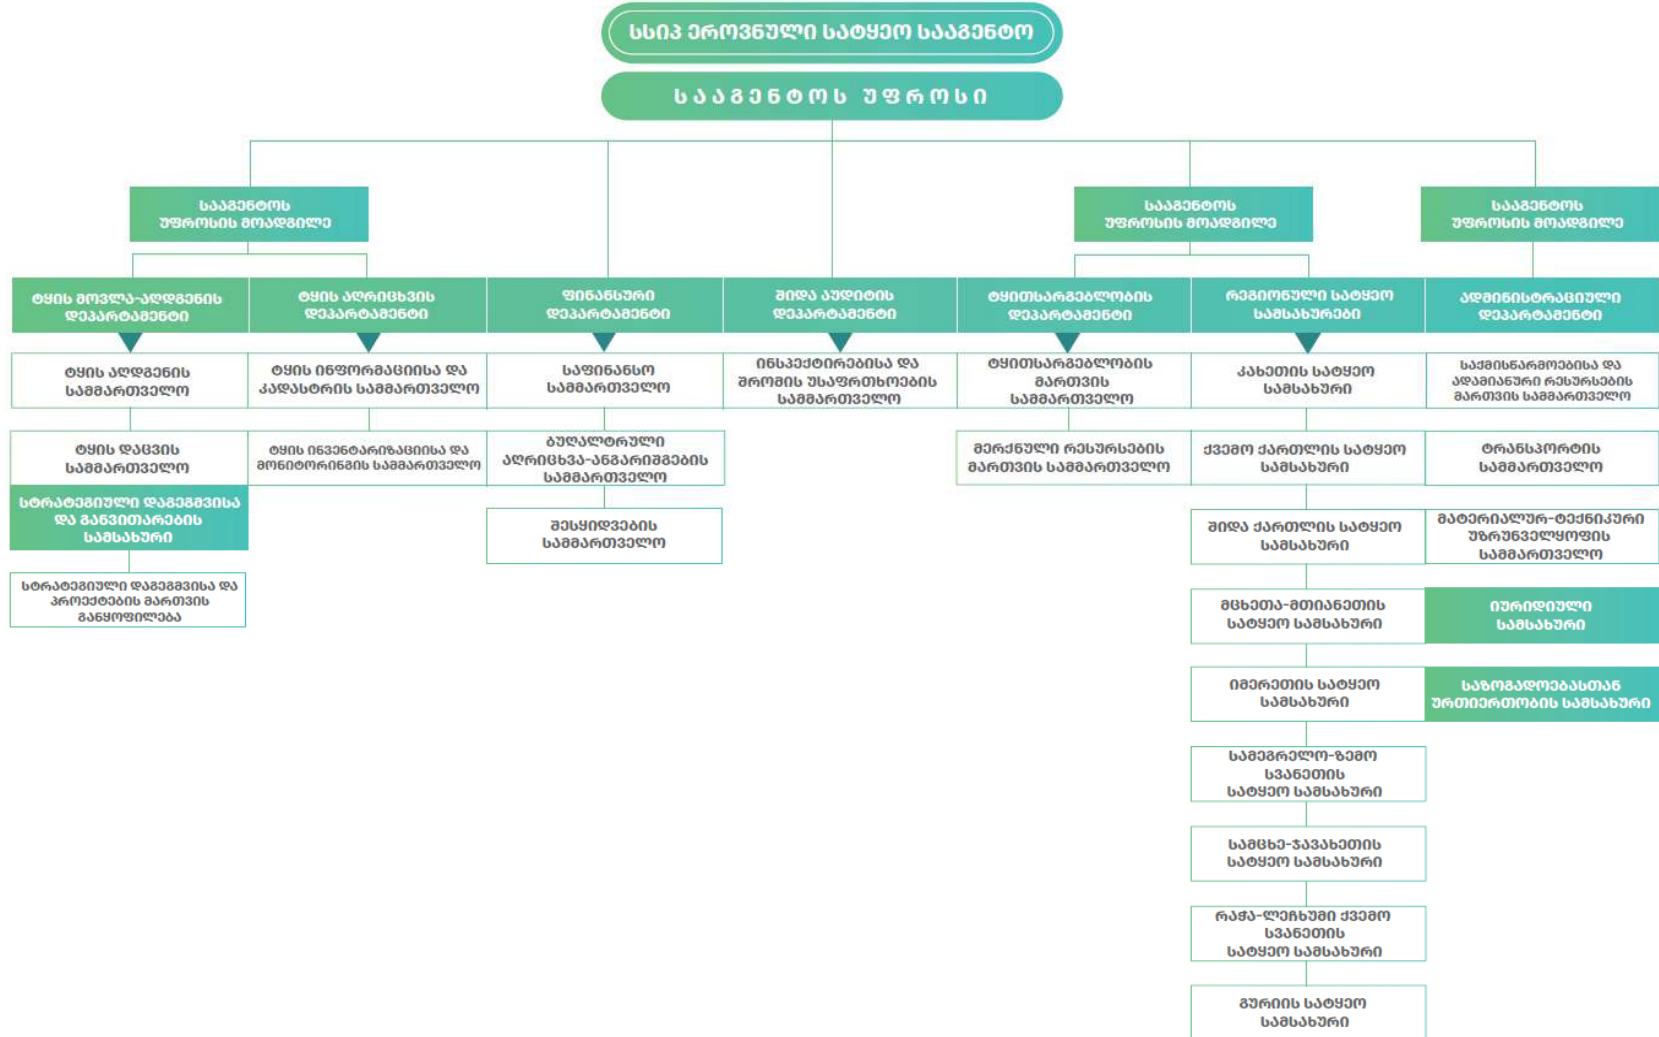 სსიპ ეროვნული სატყეო სააგენტო
სააგენტოს უფროსი
სააგენტოს
უფროსის მოადგილე
სააგენტოს
უფროსის მოადგილე
სააგენტოს
უფროსის მოადგილე
ტყის მოვლა-აღდგენის
დეპარტამენტი
ტყის აღრიცხვის
დეპარტამენტი
ფინანსური
დეპარტამენტი
შიდა აუდიტის
დეპარტამენტი
ტყითსარგებლობის
დეპარტამენტი
რეგიონული სატყეო
სამსახურები
ადმინისტრაციული
დეპარტამენტი
ტყის აღდგენის
სამმართველო
ტყის ინფორმაციისა და
კადასტრის სამმართველო
საფინანსო
სამმართველო
ინსპექტირებისა და
შრომის უსაფრთხოების
სამმართველო
ტყითსარგებლობის
მართვის
სამმართველო
კახეთის სატყეო
სამსახური
საქმისწარმოებისა და
ადამიანური რესურსების
მართვის სამმართველო
ტყის დაცვის
სამმართველო
ტყის ინვენტარიზაციისა და
მონიტორინგის სამმართველო
ბუღალტრული
აღრიცხვა-ანგარიშგების
სამმართველო
მერქნული რესურსების
მართვის სამმართველო
ქვემო ქართლის სატყეო
სამსახური
ტრანსპორტის
სამმართველო
სტრატეგიული დაგეგმვისა
და განვითარების
სამსახური
შესყიდვების
სამმართველო
შიდა ქართლის სატყეო
სამსახური
მატერიალურ-ტექნიკური
უზრუნველყოფის
სამმართველო
სტრატეგიული დაგეგმვისა და
პროექტების მართვის
განყოფილება
მცხეთა-მთიანეთის
სატყეო სამსახური
იურიდიული
სამსახური
იმერეთის სატყეო
სამსახური
საზოგადოებასთან
ურთიერთობის სამსახური
სამეგრელო-ზემო
სვანეთის
სატყეო სამსახური
სამცხე-ჯავახეთის
სატყეო სამსახური
რაჭა-ლეჩხუმი ქვემო
სვანეთის
სატყეო სამსახური
გურიის სატყეო
სამსახური